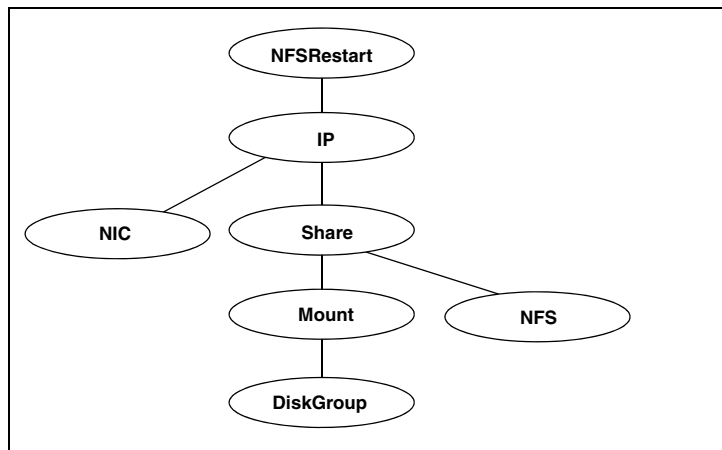 NFSRestart
IP
NIC
Share
Mount
NFS
DiskGroup